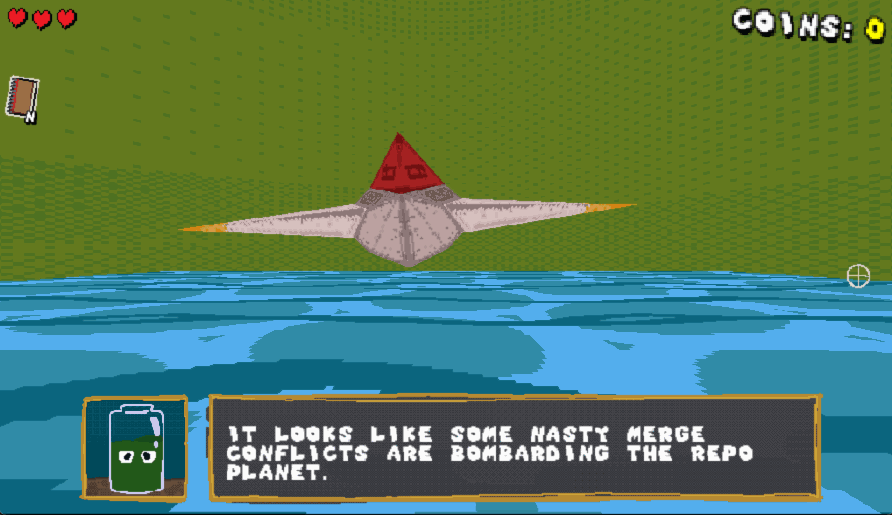 COINS: 0
N
IT LOOKS LIKE SOME NASTY MERGE
CONFLICTS ARE BOMBARDING THE REPO
PLANET.